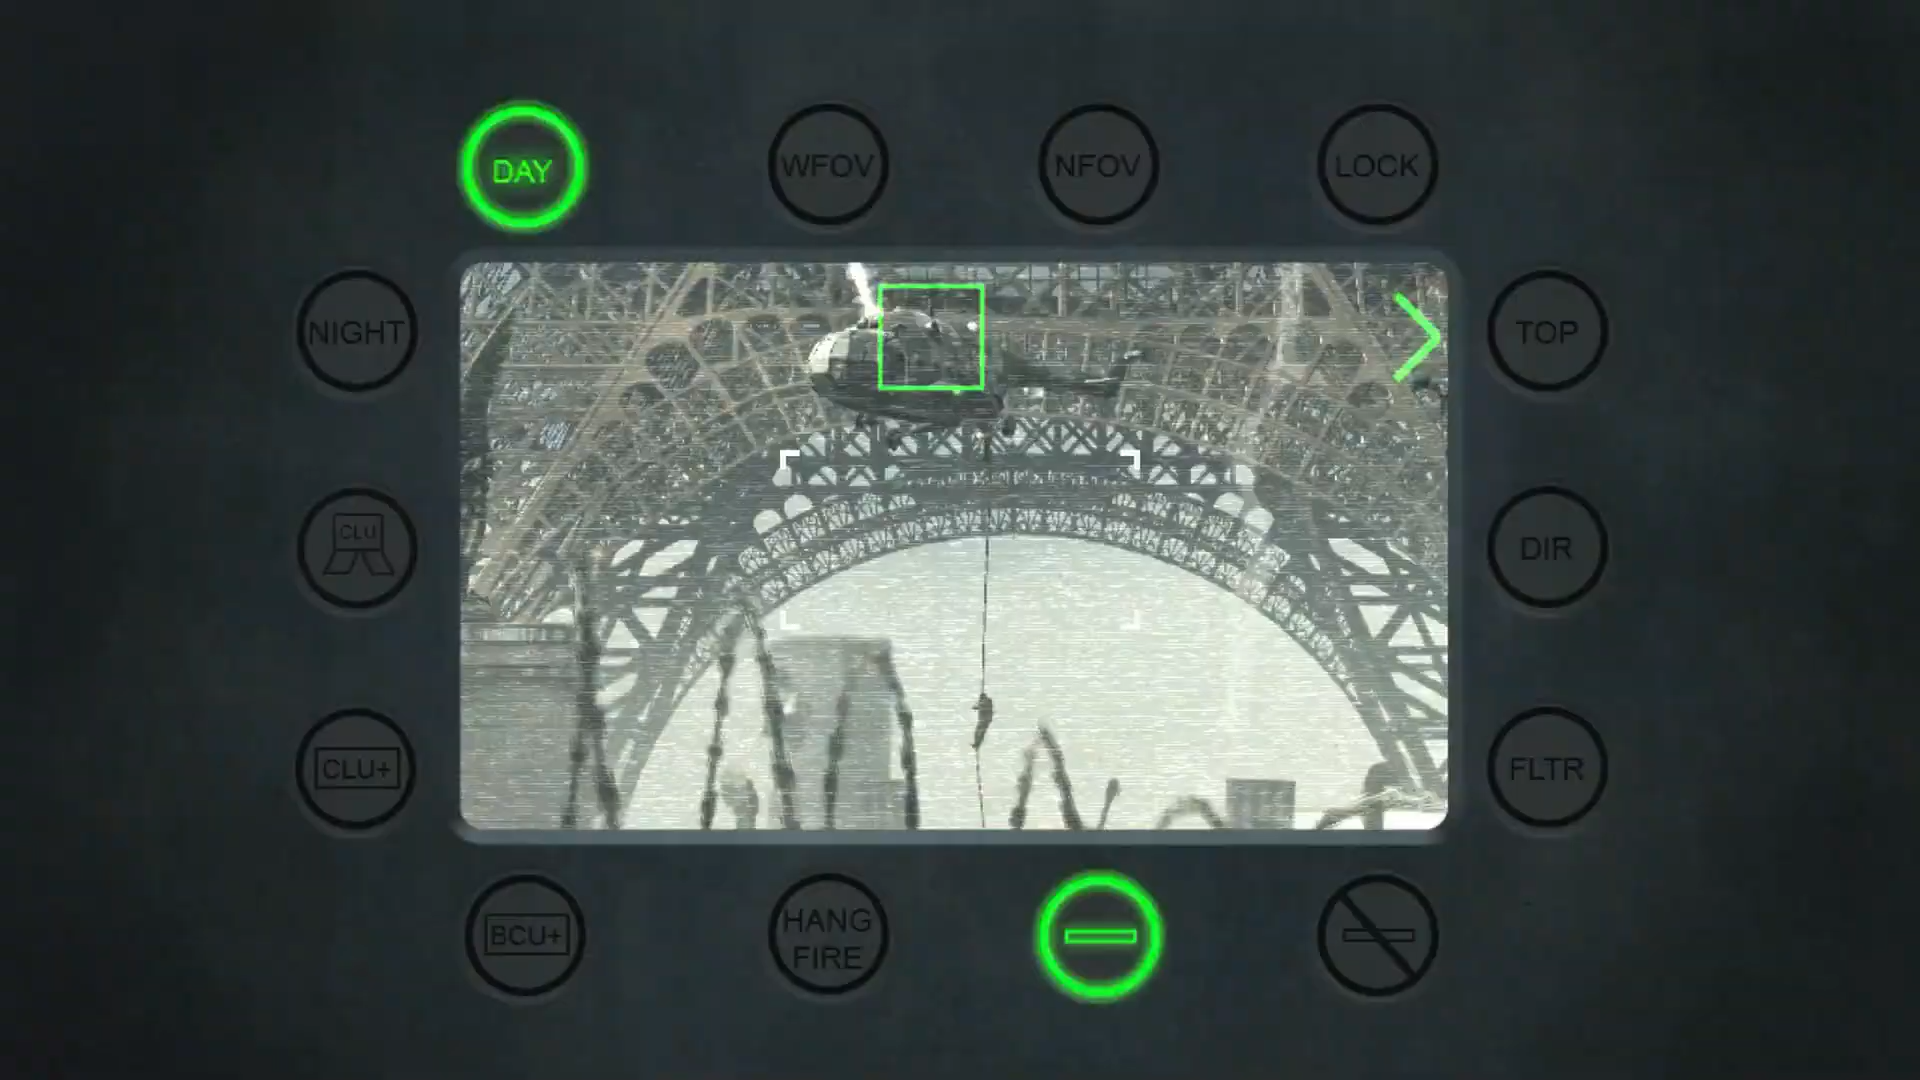 DAY
WFOV
NFOV
LOCK
NIGHT
TOP
CLU
DIR
CLU+
FLTR
BCU+
HANG
FIRE